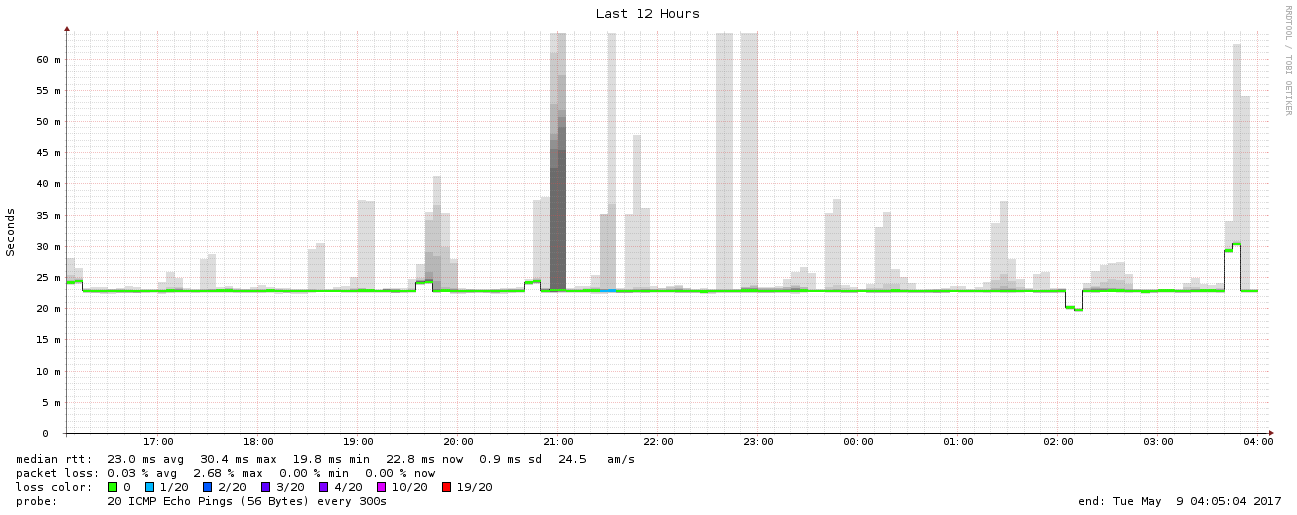 Last 12 Hours
RRDTOOL / TOBI OETIKER
Seconds
60 m
55 m
50 m
45 m
40 m
35 m
30 m
25 m
20 m
15 m
10 m
5 m
0
17:00 18:00 19:00 20:00 21:00 22:00 23:00 00:00 01:00 02:00 03:00 04:00
median rtt: 23.0 ms avg 30.4 ms max 19.8 ms min 22.8 ms now 0.9 ms sd 24.5 am/s
packet loss: 0.03 % avg 2.68 % max 0.00 % min 0.00 % now
loss color: 0 1/20 2/20 3/20 4/20 10/20 19/20
probe: 20 ICMP Echo Pings (56 Bytes) every 300s end: Tue May 9 04:05:04 2017